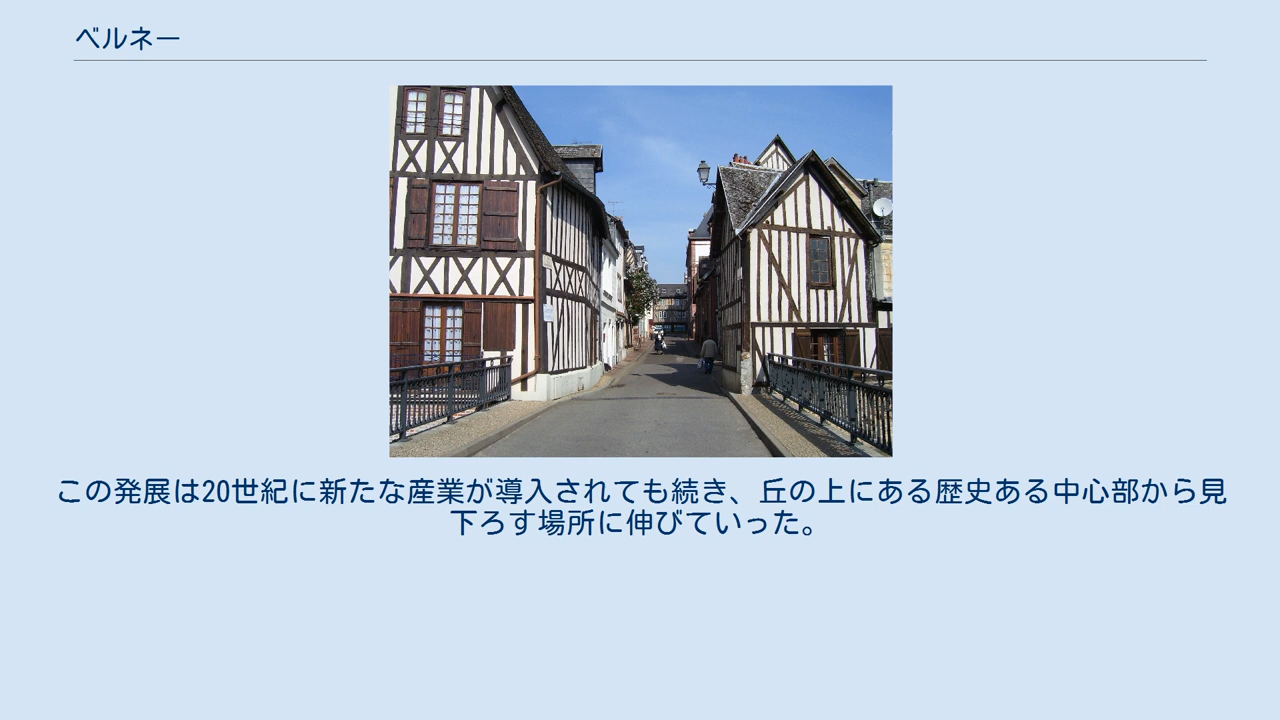 ベルネー
この発展は20世紀に新たな産業が導入されても続き、丘の上にある歴史ある中心部から見
下ろす場所に伸びていった。